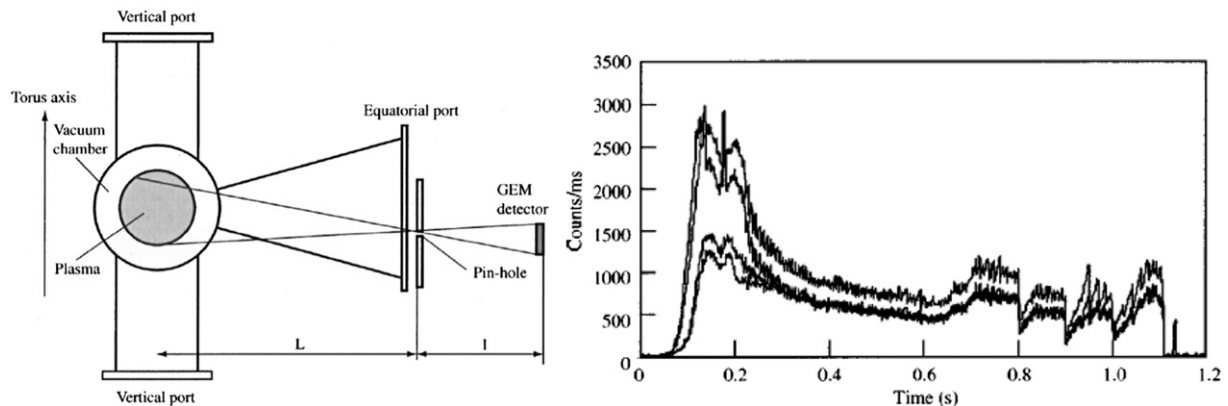 Vertical port
Torus axis
Vacuum
chamber
Equatorial port
GEM
detector
Plasma
Pin-hole
L
l
Vertical port
3500
3000
2500
2000
1500
1000
500
0
Counts/ms
0
0.2
0.4
0.6
0.8
1.0
1.2
Time (s)